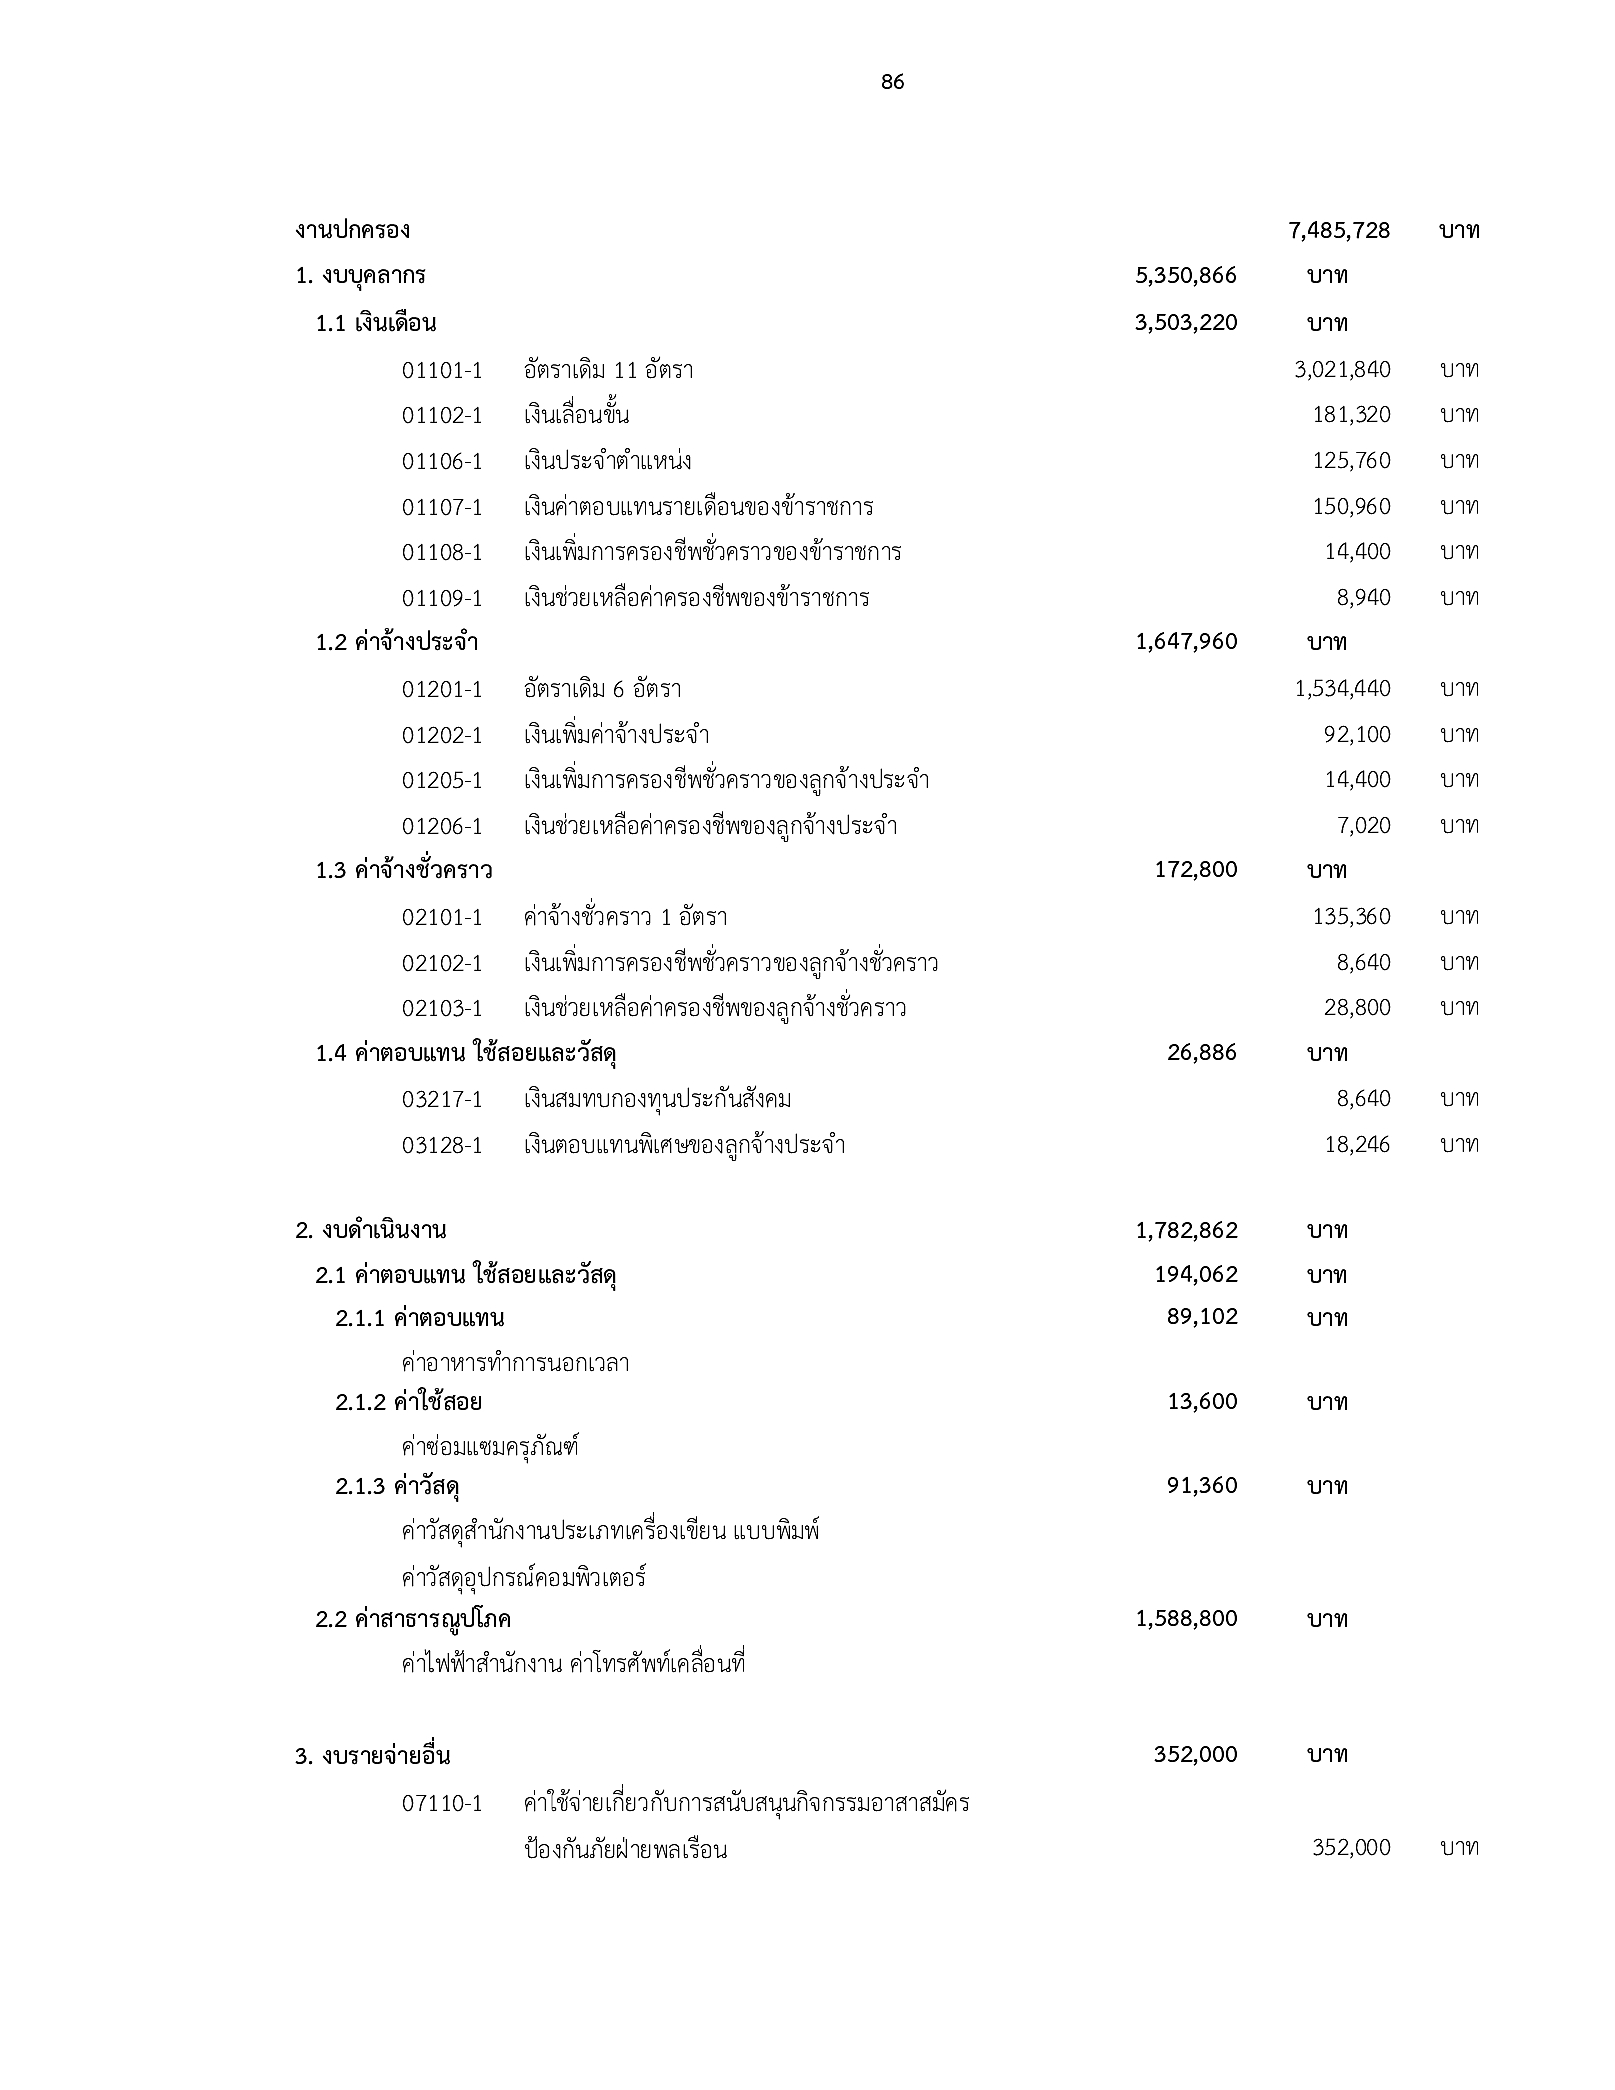 86
งานปกครอง 7,485,728 บาท
1. งบบุคลากร 5,350,866 บาท
1.1 เงินเดือน 3,503,220 บาท
01101-1 อัตราเดิม 11 อัตรา 3,021,840 บาท
01102-1 เงินเลื่อนขั้น 181,320 บาท
01106-1 เงินประจำตำแหน่ง 125,760 บาท
01107-1 เงินค่าตอบแทนรายเดือนของข้าราชการ 150,960 บาท
01108-1 เงินเพิ่มการครองชีพชั่วคราวของข้าราชการ 14,400 บาท
01109-1 เงินช่วยเหลือค่าครองชีพของข้าราชการ 8,940 บาท
1.2 ค่าจ้างประจำ 1,647,960 บาท
01201-1 อัตราเดิม 6 อัตรา 1,534,440 บาท
01202-1 เงินเพิ่มค่าจ้างประจำ 92,100 บาท
01205-1 เงินเพิ่มการครองชีพชั่วคราวของลูกจ้างประจำ 14,400 บาท
01206-1 เงินช่วยเหลือค่าครองชีพของลูกจ้างประจำ 7,020 บาท
1.3 ค่าจ้างชั่วคราว 172,800 บาท
02101-1 ค่าจ้างชั่วคราว 1 อัตรา 135,360 บาท
02102-1 เงินเพิ่มการครองชีพชั่วคราวของลูกจ้างชั่วคราว 8,640 บาท
02103-1 เงินช่วยเหลือค่าครองชีพของลูกจ้างชั่วคราว 28,800 บาท
1.4 ค่าตอบแทน ใช้สอยและวัสดุ 26,886 บาท
03217-1 เงินสมทบกองทุนประกันสังคม 8,640 บาท
03128-1 เงินตอบแทนพิเศษของลูกจ้างประจำ 18,246 บาท
2. งบดำเนินงาน 1,782,862 บาท
2.1 ค่าตอบแทน ใช้สอยและวัสดุ 194,062 บาท
2.1.1 ค่าตอบแทน 89,102 บาท
ค่าอาหารทำการนอกเวลา
2.1.2 ค่าใช้สอย 13,600 บาท
ค่าซ่อมแซมครุภัณฑ์
2.1.3 ค่าวัสดุ 91,360 บาท
ค่าวัสดุสำนักงานประเภทเครื่องเขียน แบบพิมพ์
ค่าวัสดุอุปกรณ์คอมพิวเตอร์
2.2 ค่าสาธารณูปโภค 1,588,800 บาท
ค่าไฟฟ้าสำนักงาน ค่าโทรศัพท์เคลื่อนที่
3. งบรายจ่ายอื่น 352,000 บาท
07110-1 ค่าใช้จ่ายเกี่ยวกับการสนับสนุนกิจกรรมอาสาสมัคร
ป้องกันภัยฝ่ายพลเรือน 352,000 บาท